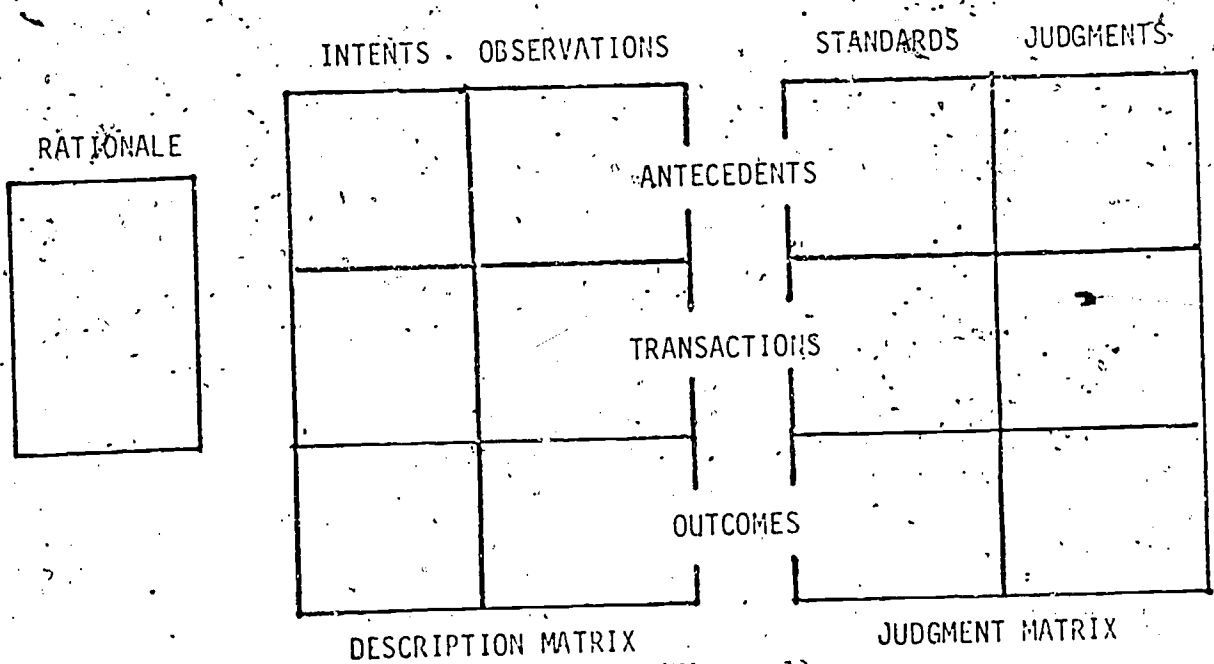 INTENTS OBSERVATIONS STANDARDS JUDGMENTS
RATIONALE
ANTECEDENTS
TRANSACTIONS
OUTCOMES
DESCRIPTION MATRIX JUDGMENT MATRIX